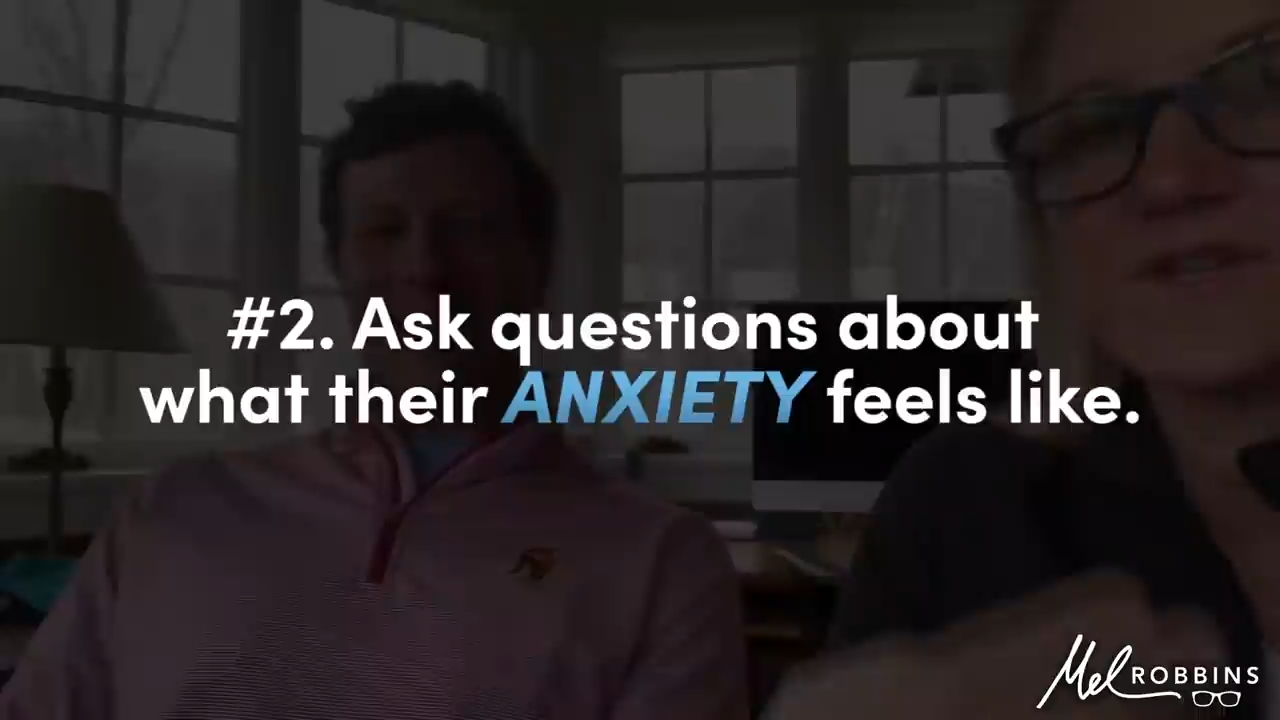 #2. Ask questions about
what their ANXIETY feels like.
Mel ROBBINS